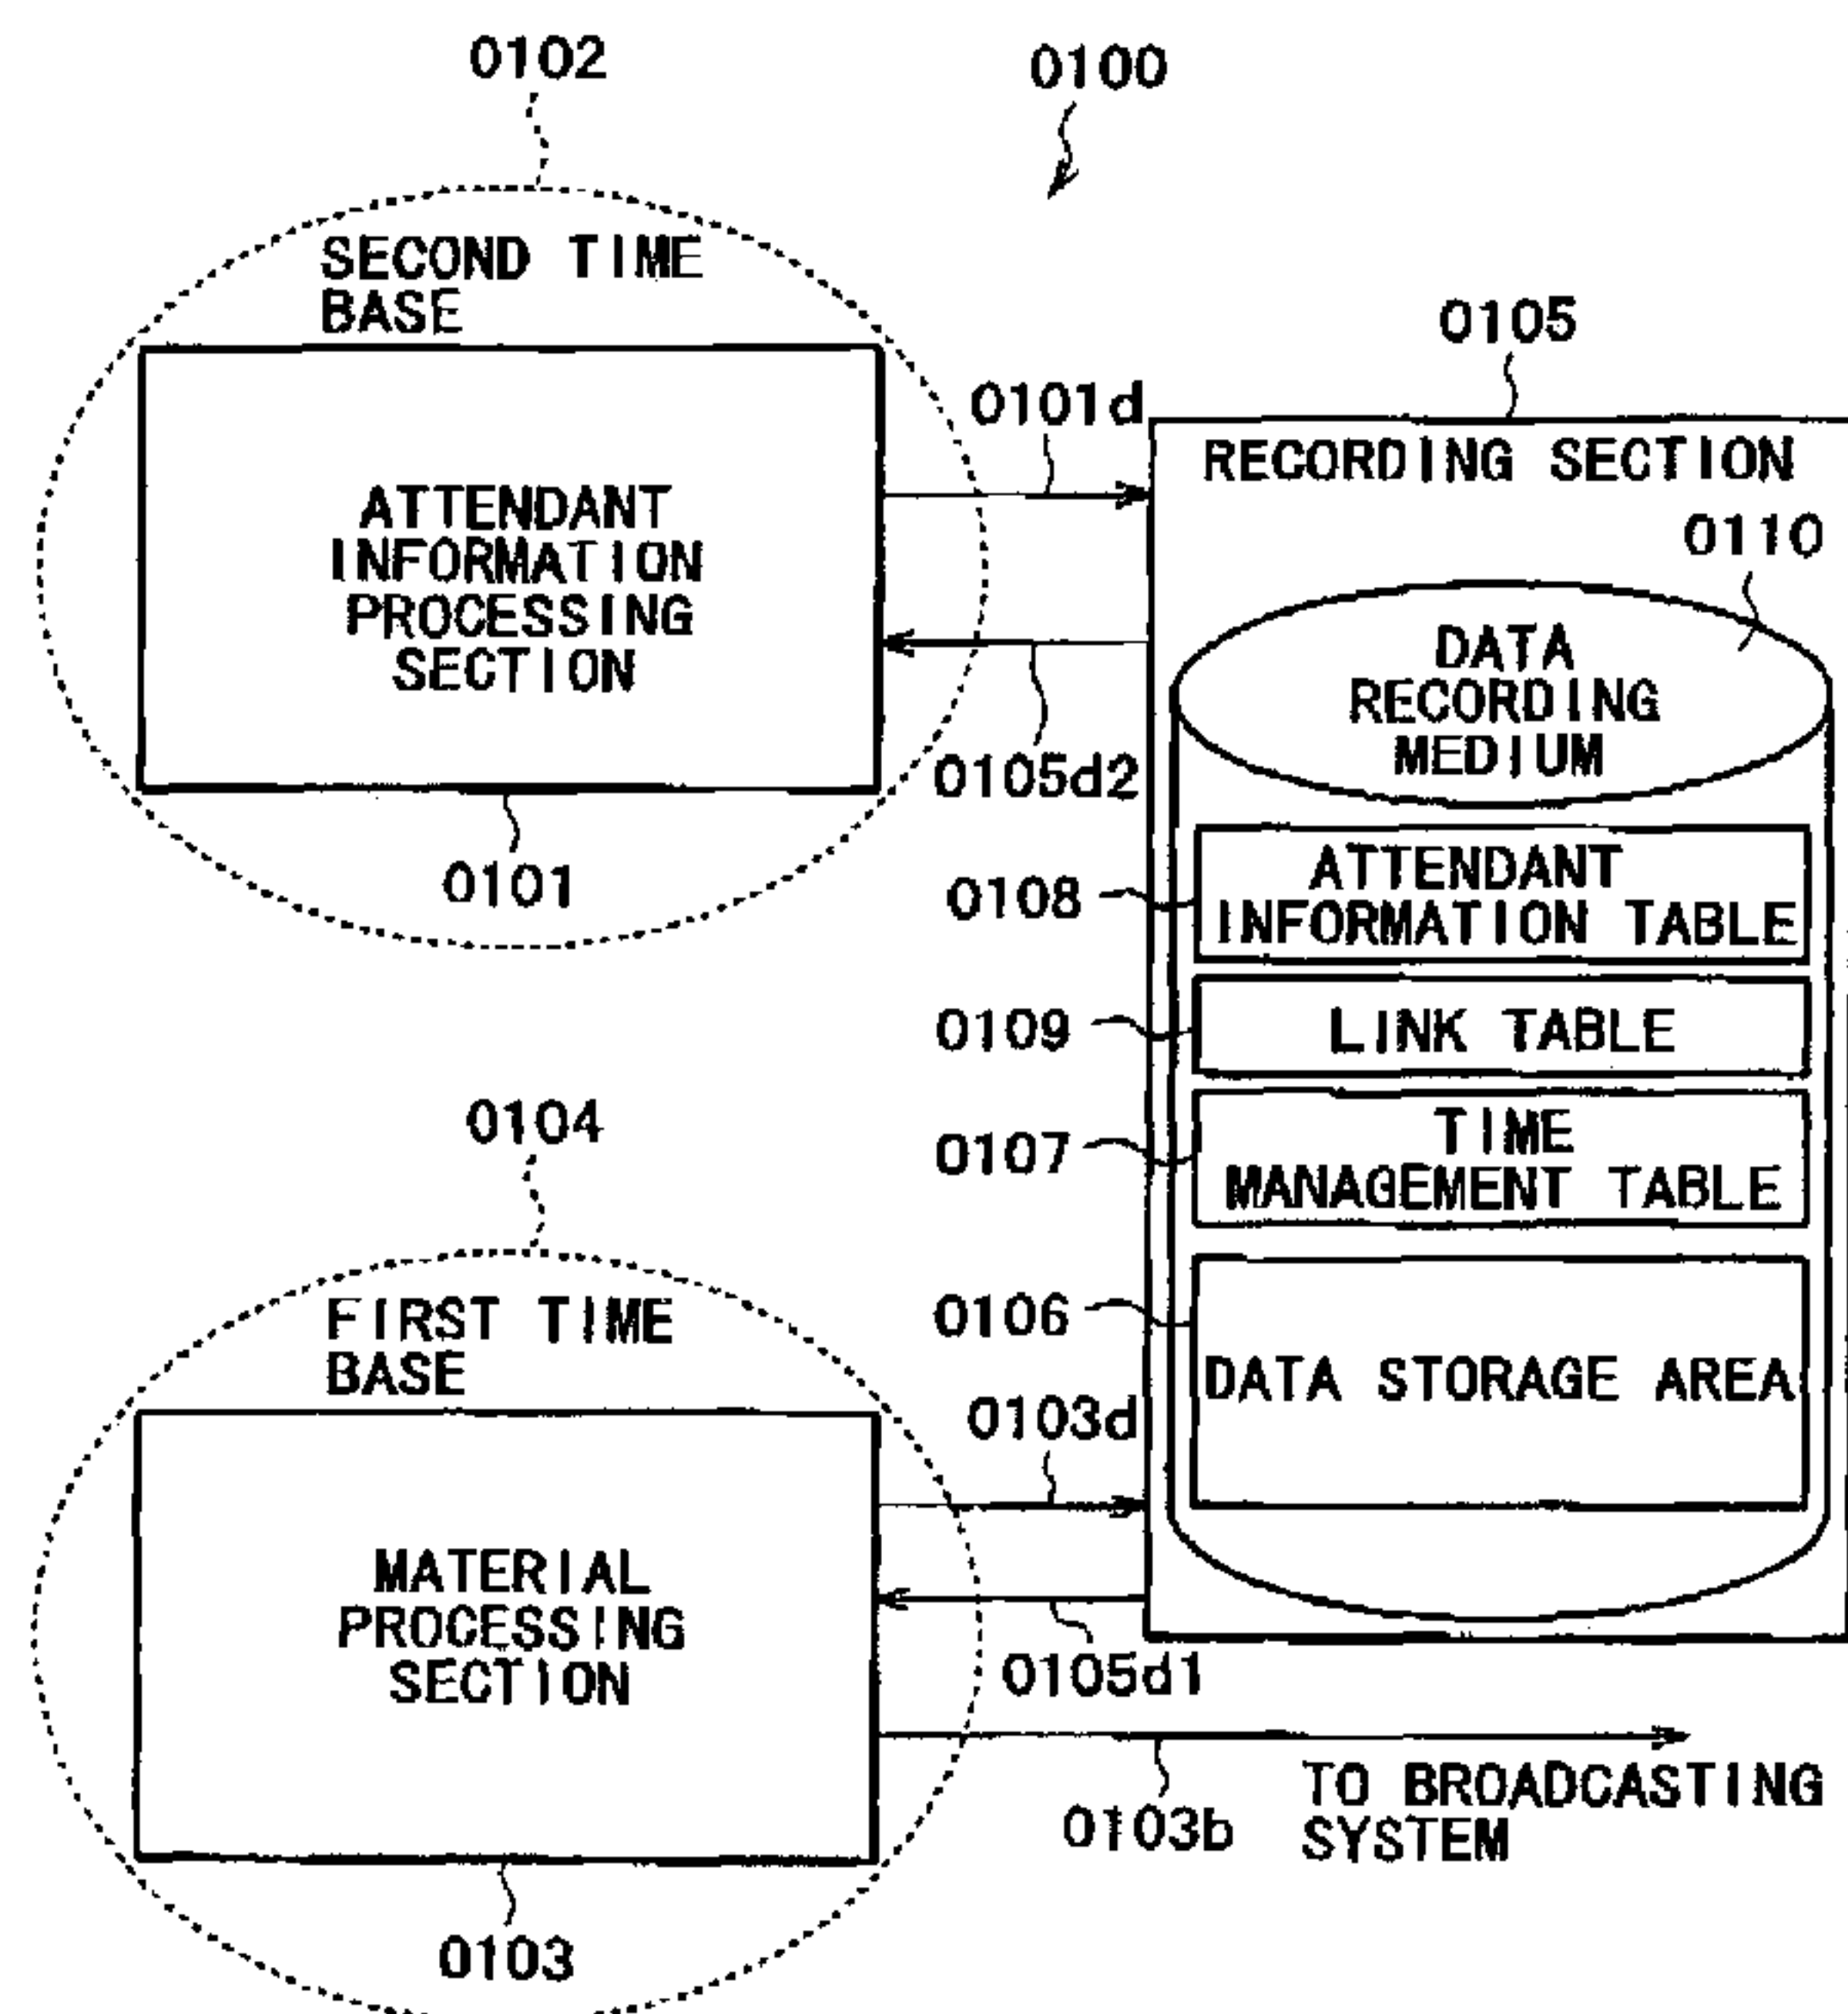 0102
0100
SECOND TIME
BASE
0105
0101d
RECORDING SECTION
ATTENDANT
INFORMATION
PROCESSING
SECTION
0110
DATA
RECORDING
MEDIUM
0105d2
0101
ATTENDANT
INFORMATION TABLE
0108
LINK TABLE
0109
0104
TIME
MANAGEMENT TABLE
0107
FIRST TIME
BASE
0106
DATA STORAGE AREA
0103d
MATERIAL
PROCESSING
SECTION
0105d1
0103b
TO BROADCASTING
SYSTEM
0103